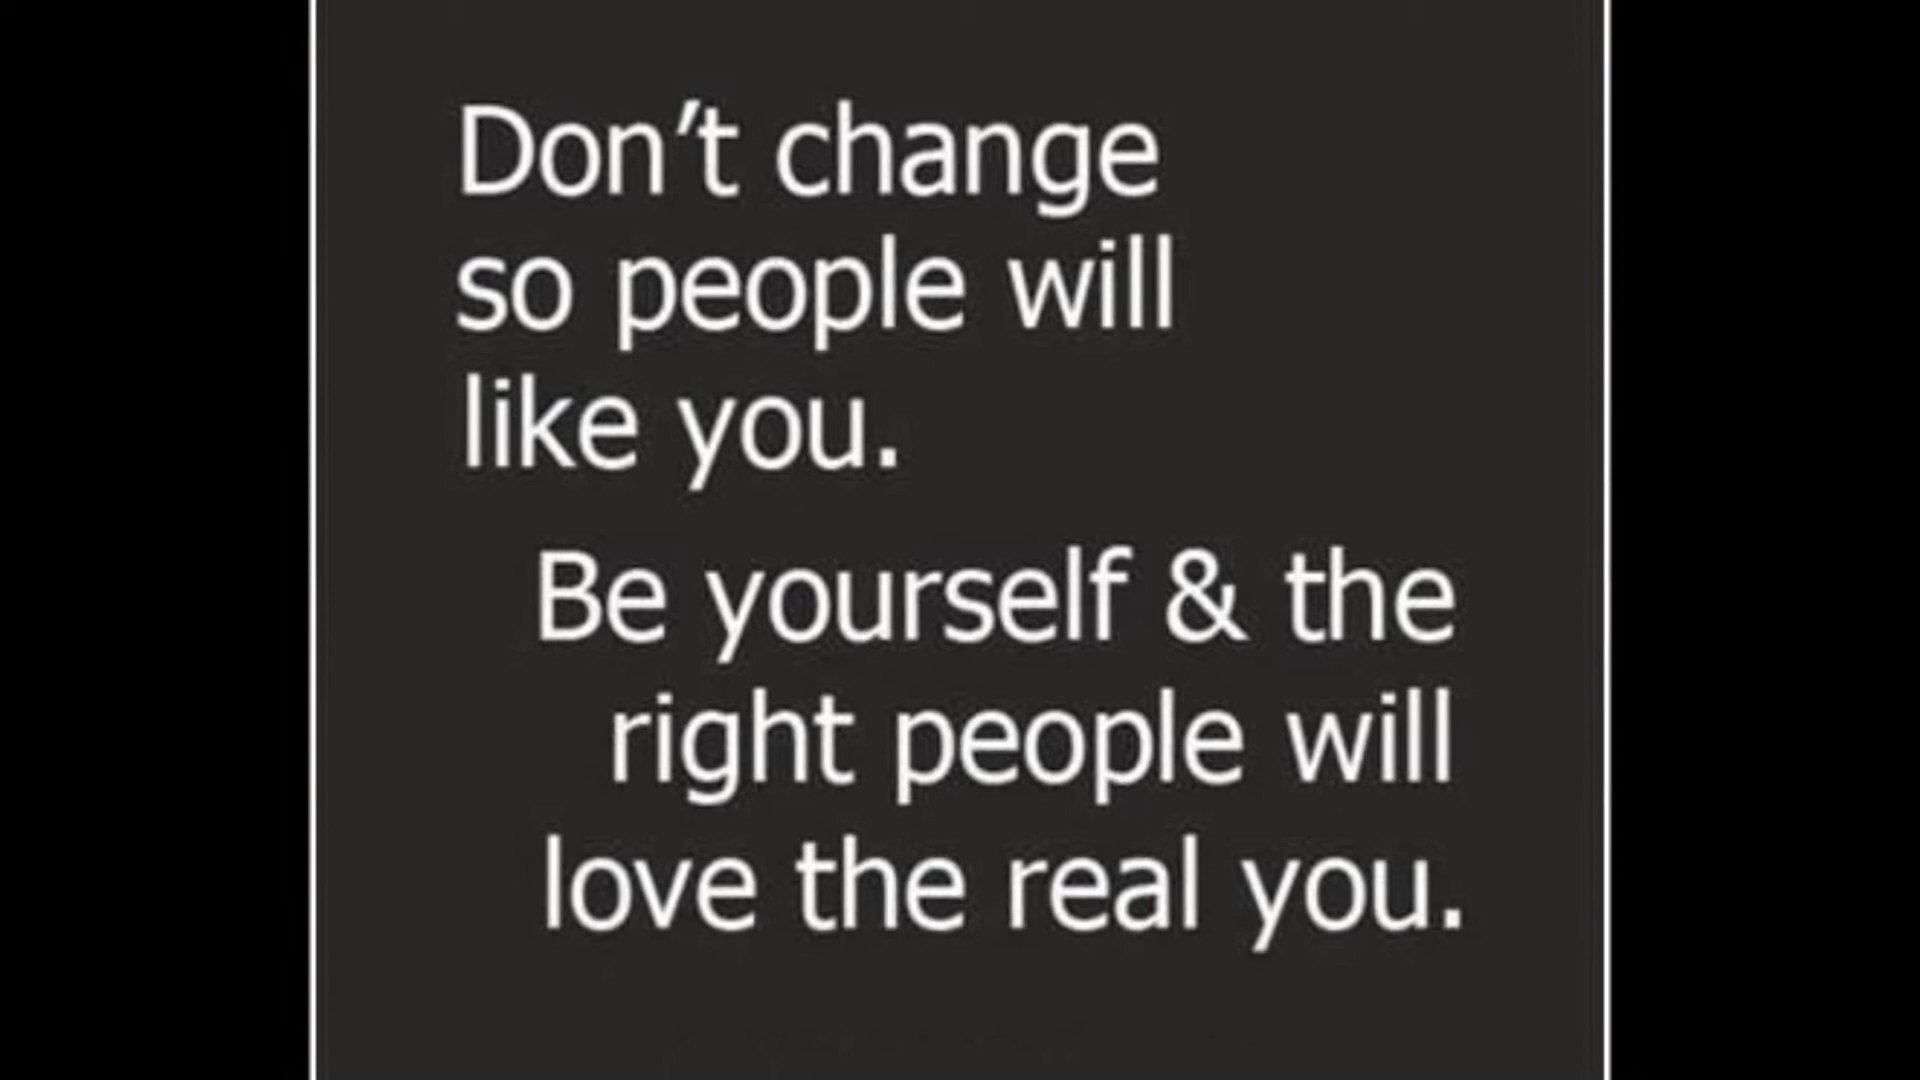 Don’t change
so people will
like you.
Be yourself & the
right people will
love the real you.